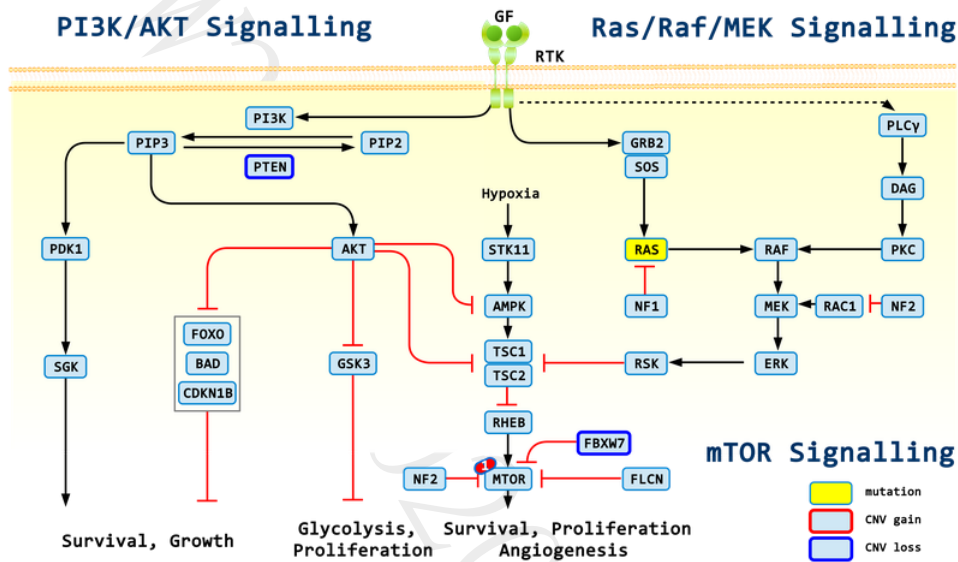 PI3K/AKT Signalling
GF
Ras/Raf/MEK Signalling
RTK
PI3K
PLCγ
PIP3
PIP2
GRB2
PTEN
SOS
DAG
Hypoxia
PDK1
AKT
STK11
RAS
RAF
PKC
AMPK
NF1
MEK
RAC1
NF2
FOXO
TSC1
BAD
GSK3
TSC2
RSK
ERK
SGK
CDKN1B
RHEB
FBXW7
mTOR Signalling
1
NF2
MTOR
FLCN
mutation
CNV gain
CNV loss
Survival, Growth
Glycolysis,
Proliferation
Survival, Proliferation
Angiogenesis